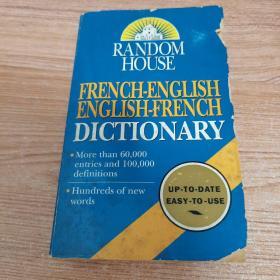 RANDOM
HOUSE
FRENCH-ENGLISH
ENGLISH-FRENCH
DICTIONARY
• More than 60,000
entries and 100,000
definitions
• Hundreds of new
words
UP-TO-DATE
EASY-TO-USE